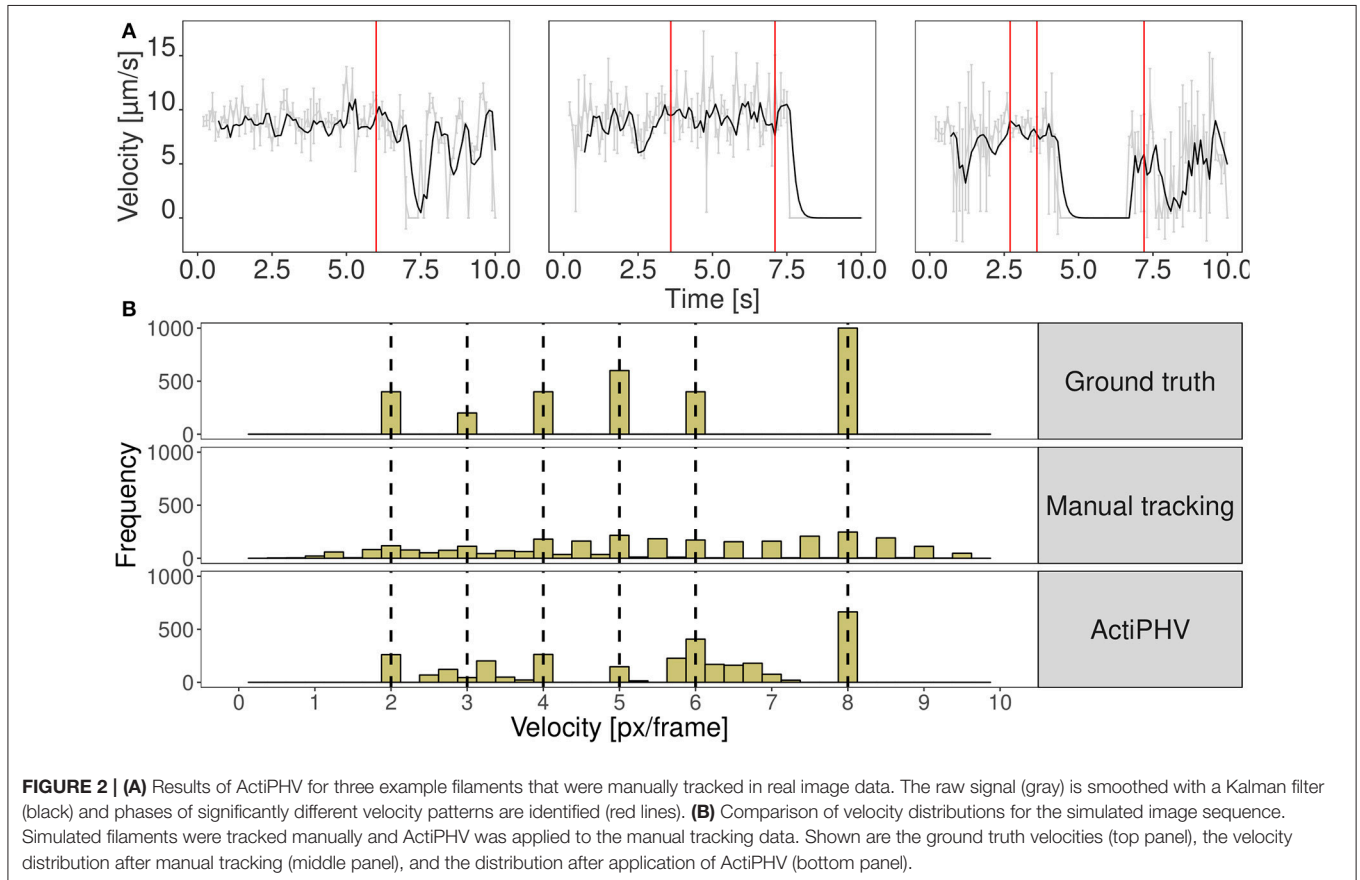 A
Velocity [µm/s]
15
10
5
0
0.0 2.5 5.0 7.5 10.0
0.0 2.5 5.0 7.5 10.0
0.0 2.5 5.0 7.5 10.0
Time [s]
B
Frequency
1000
500
0
Ground truth
1000
500
0
Manual tracking
1000
500
0
ActiPHV
0 1 2 3 4 5 6 7 8 9 10
Velocity [px/frame]
FIGURE 2 | (A) Results of ActiPHV for three example filaments that were manually tracked in real image data. The raw signal (gray) is smoothed with a Kalman filter
(black) and phases of significantly different velocity patterns are identified (red lines). (B) Comparison of velocity distributions for the simulated image sequence.
Simulated filaments were tracked manually and ActiPHV was applied to the manual tracking data. Shown are the ground truth velocities (top panel), the velocity
distribution after manual tracking (middle panel), and the distribution after application of ActiPHV (bottom panel).